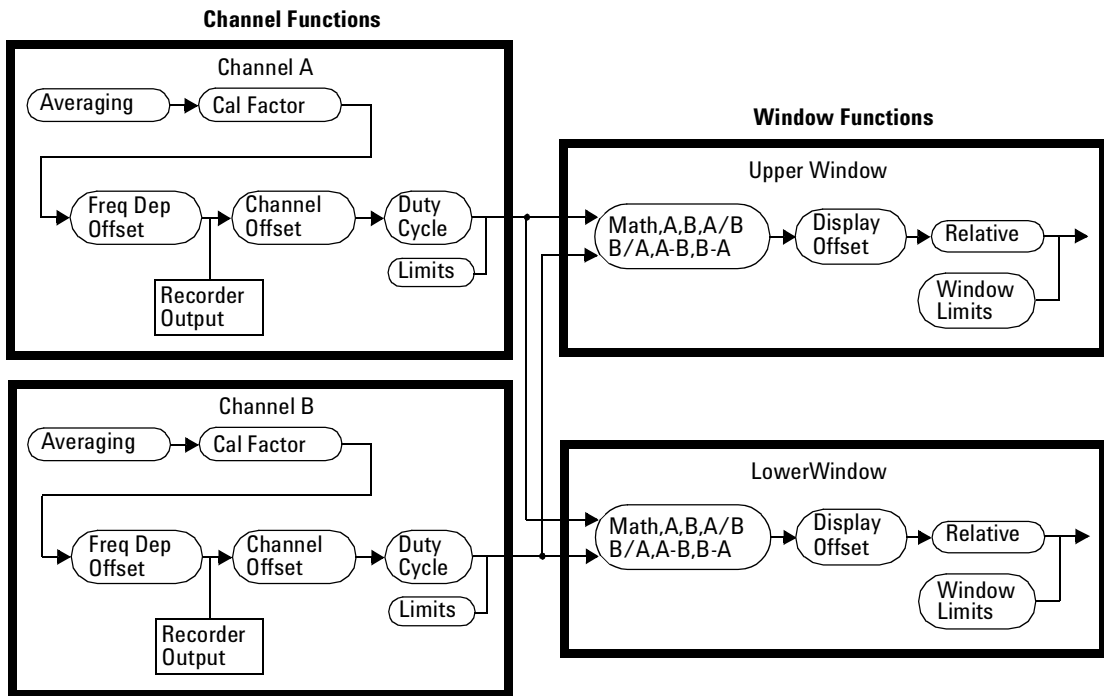 Channel Functions
Channel A
Averaging
Cal Factor
Freq Dep
Offset
Channel
Offset
Duty
Cycle
Limits
Recorder
Output
Channel B
Averaging
Cal Factor
Freq Dep
Offset
Channel
Offset
Duty
Cycle
Limits
Recorder
Output
Window Functions
Upper Window
Math,A,B,A/B
B/A,A-B,B-A
Display
Offset
Relative
Window
Limits
LowerWindow
Math,A,B,A/B
B/A,A-B,B-A
Display
Offset
Relative
Window
Limits